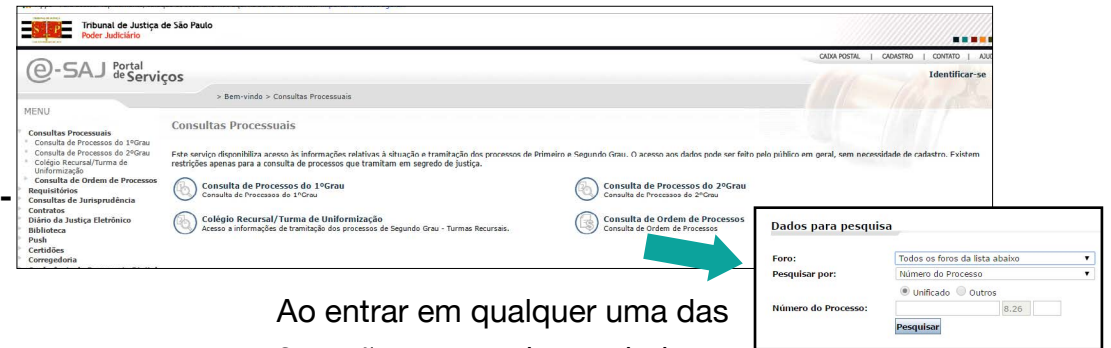 Tribunal de Justiça de São Paulo
Poder Judiciário
CAIXA POSTAL | CADASTRO | CONTATO |
e-SAJ Portal de Serviços
Identificar-se
> Bem-vindo > Consultas Processuais
MENU
Consultas Processuais
Consulta de Processos do 1ºGrau
Consulta de Processos do 2ºGrau
Colégio Recursal/Turma de
Uniformização
Consulta de Ordem de Processos
Requisitórios
Consultas de Jurisprudência
Contratos
Diário da Justiça Eletrônico
Biblioteca
Push
Certidões
Corregedoria
Consultas Processuais
Este serviço disponibiliza acesso às informações relativas à situação e tramitação dos processos de Primeiro e Segundo Grau. O acesso aos dados pode ser feito pelo público em geral, sem necessidade de cadastro. Existem
restrições apenas para a consulta de processos que tramitam em segredo de justiça.
Consulta de Processos do 1ºGrau
Consulta de Processos do 1ºGrau
Consulta de Processos do 2ºGrau
Consulta de Processos do 2ºGrau
Colégio Recursal/Turma de Uniformização
Acesso a informações de tramitação dos processos de Segundo Grau - Turmas Recursais.
Consulta de Ordem de Processos
Consulta de Ordem de Processos
Dados para pesquisa
Foro: Todos os foros da lista abaixo
Pesquisar por: Número do Processo
Unificado Outros
Número do Processo: 8.26
Pesquisar
Ao entrar em qualquer uma das